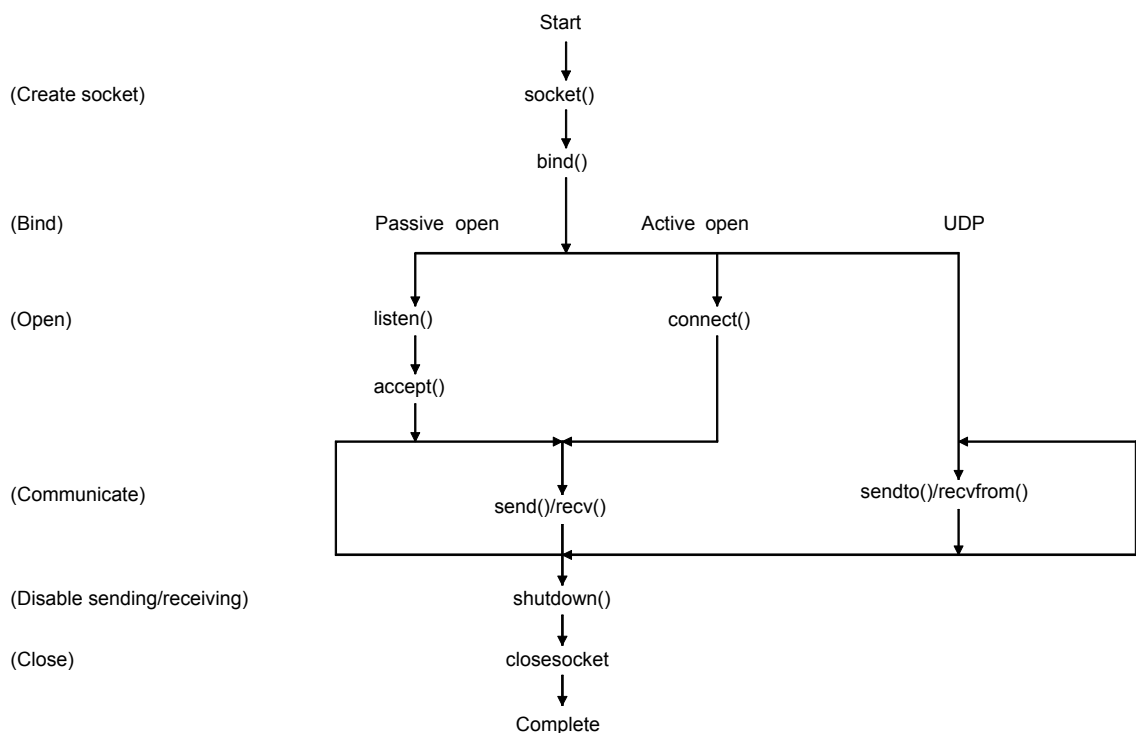 Start
(Create socket) socket()
bind()
(Bind) Passive open Active open UDP
(Open) listen() connect()
accept()
(Communicate) send()/recv() sendto()/recvfrom()
(Disable sending/receiving) shutdown()
(Close) closesocket
Complete